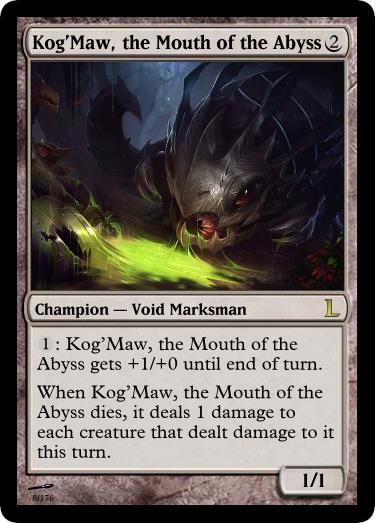 Kog'Maw, the Mouth of the Abyss 2
Champion — Void Marksman L
1 : Kog'Maw, the Mouth of the
Abyss gets +1/+0 until end of turn.
When Kog'Maw, the Mouth of the
Abyss dies, it deals 1 damage to
each creature that dealt damage to it
this turn.
1/1
8/176